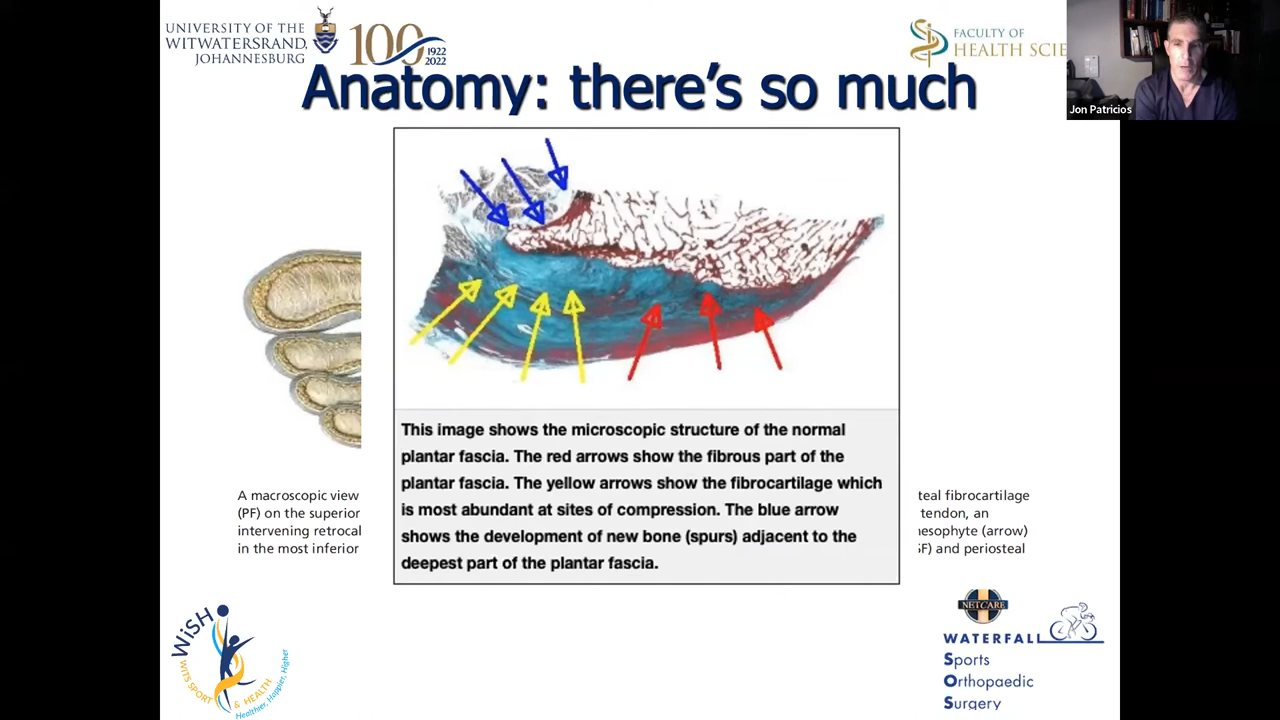 UNIVERSITY OF THE
WITWATERSRAND,
JOHANNESBURG
100
1922
2022
FACULTY OF
HEALTH SCIE
Jon Patricios
Anatomy: there's so much
This image shows the microscopic structure of the normal
plantar fascia. The red arrows show the fibrous part of the
plantar fascia. The yellow arrows show the fibrocartilage which
is most abundant at sites of compression. The blue arrow
shows the development of new bone (spurs) adjacent to the
deepest part of the plantar fascia.
A macroscopic view
(PF) on the superior
intervening retrocal
in the most inferior
teal fibrocartilage
tendon, an
nesophyte (arrow)
SF) and periosteal
WiSH
WITS SPORT & HEALTH
Healthier, Happier, Higher
NETCARE
WATERFALL
Sports
Orthopaedic
Surgery